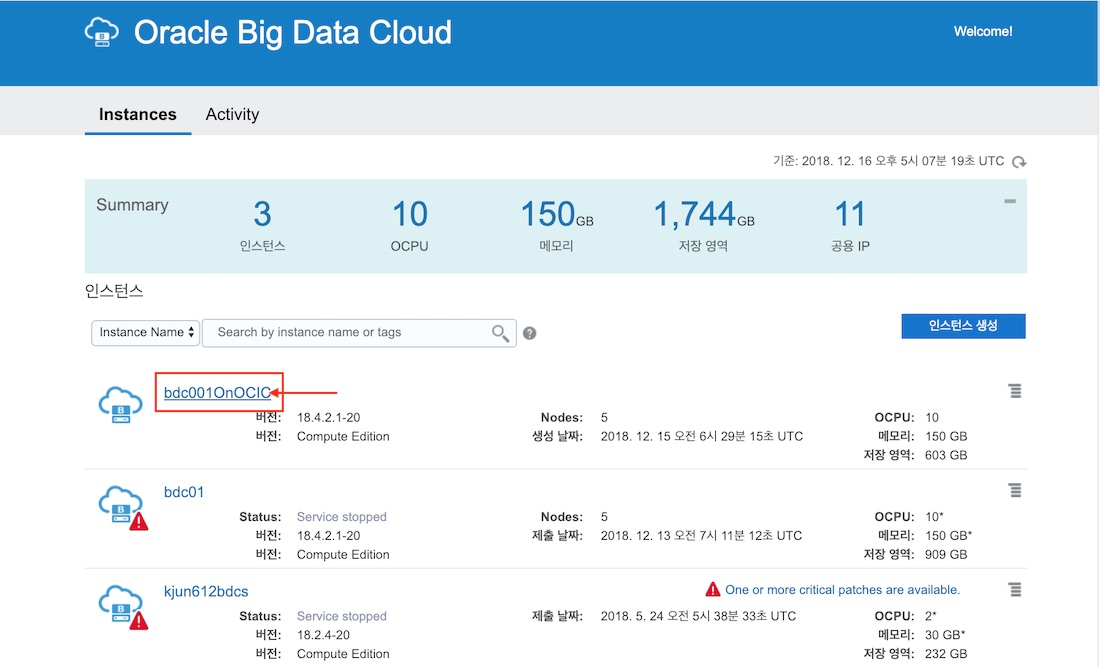 Oracle Big Data Cloud
Welcome!
Instances Activity
기준: 2018. 12. 16 오후 5시 07분 19초 UTC
Summary
3 10 150GB 1,744GB 11
인스턴스 OCPU 메모리 저장 영역 공용 IP
인스턴스
Instance Name Search by instance name or tags ? 인스턴스 생성
bdc001OnOCIC
버전: 18.4.2.1-20 Nodes: 5 OCPU: 10
버전: Compute Edition 생성 날짜: 2018. 12. 15 오전 6시 29분 15초 UTC 메모리: 150 GB
저장 영역: 603 GB
bdc01
Status: Service stopped Nodes: 5 OCPU: 10*
버전: 18.4.2.1-20 제출 날짜: 2018. 12. 13 오전 7시 11분 12초 UTC 메모리: 150 GB*
버전: Compute Edition 저장 영역: 909 GB
kjun612bdcs One or more critical patches are available.
Status: Service stopped 제출 날짜: 2018. 5. 24 오전 5시 38분 33초 UTC OCPU: 2*
버전: 18.2.4-20 메모리: 30 GB*
버전: Compute Edition 저장 영역: 232 GB